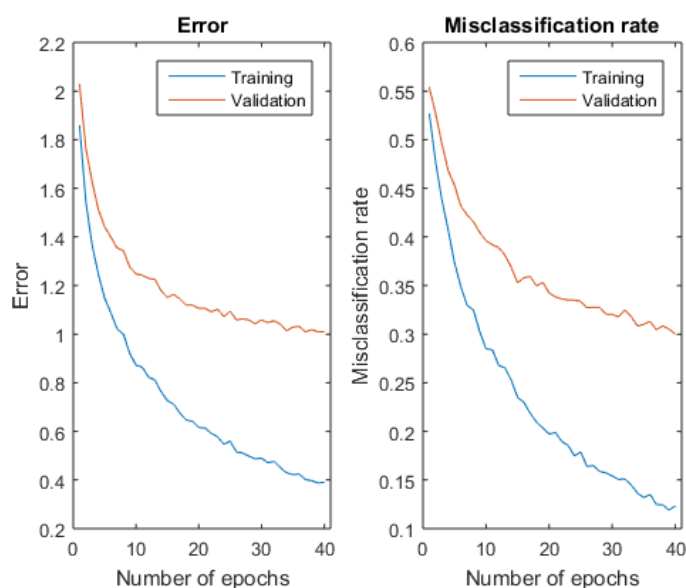 Error
2.2
2
1.8
1.6
1.4
1.2
1
0.8
0.6
0.4
0.2
Error
Training
Validation
0 10 20 30 40
Number of epochs
Misclassification rate
0.6
0.55
0.5
0.45
0.4
0.35
0.3
0.25
0.2
0.15
0.1
Misclassification rate
Training
Validation
0 10 20 30 40
Number of epochs